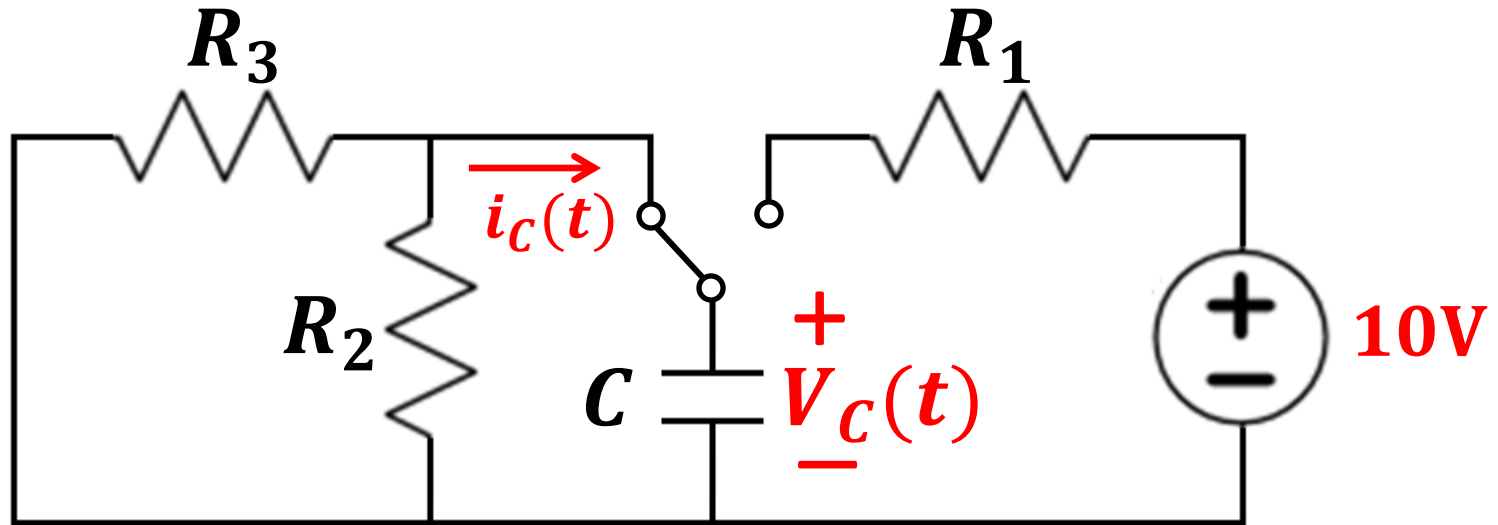 R3
R1
iC(t)
R2
C
+
VC(t)
−
+
−
10V